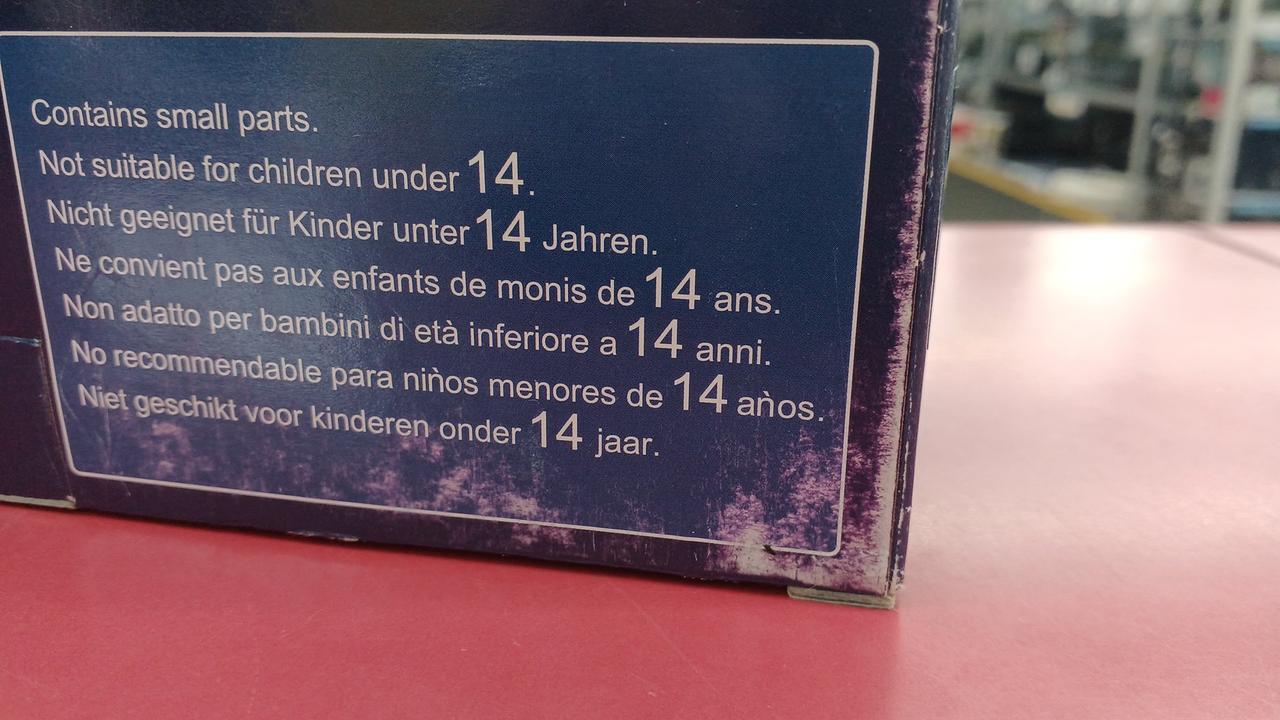 Contains small parts.
Not suitable for children under 14.
Nicht geeignet für Kinder unter 14 Jahren.
Ne convient pas aux enfants de monis de 14 ans.
Non adatto per bambini di età inferiore a 14 anni.
No recommendable para niǹos menores de 14 aǹos.
Niet geschikt voor kinderen onder 14 jaar.